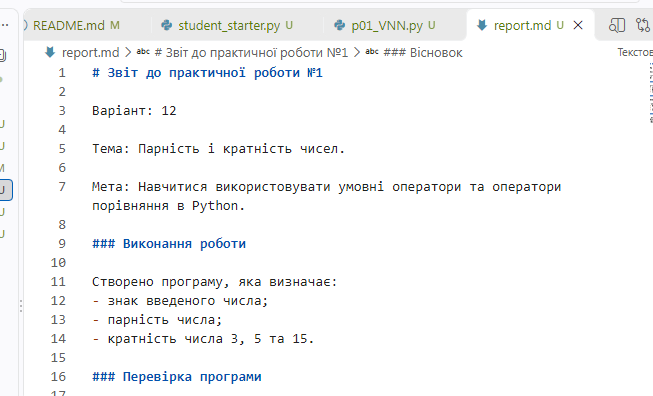 README.md M student_starter.py U p01_VNN.py U report.md U
report.md > # Звіт до практичної роботи №1 > ### Вісновок
1 # Звіт до практичної роботи №1
2
3 Варіант: 12
4
5 Тема: Парність і кратність чисел.
6
7 Мета: Навчитися використовувати умовні оператори та оператори
порівняння в Python.
8
9 ### Виконання роботи
10
11 Створено програму, яка визначає:
12 - знак введеного числа;
13 - парність числа;
14 - кратність числа 3, 5 та 15.
15
16 ### Перевірка програми